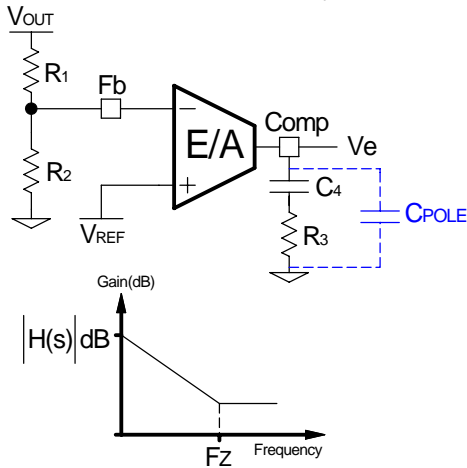 VOUT
R1
Fb
R2
VREF
E/A
−
+
Comp
Ve
C4
R3
CPOLE
Gain(dB)
|H(s)|dB
FZ
Frequency